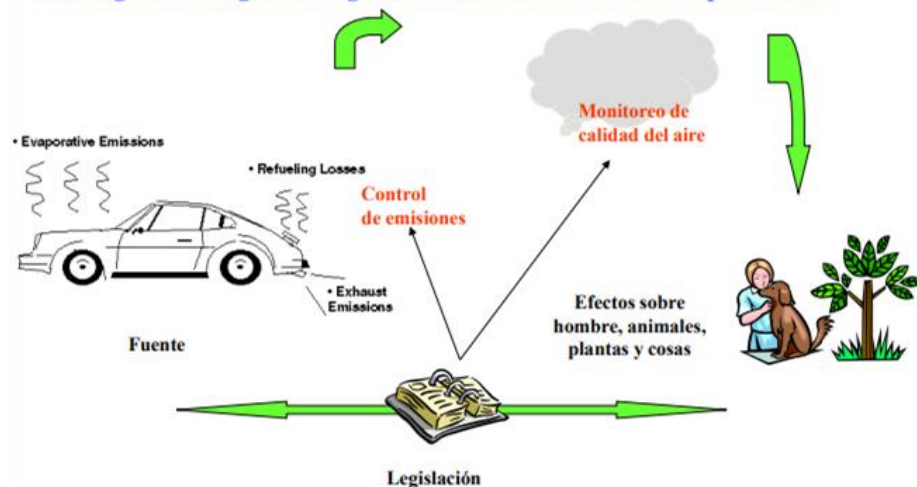 Monitoreo de
calidad del aire
• Evaporative Emissions
• Refueling Losses
Control
de emisiones
• Exhaust
Emissions
Efectos sobre
hombre, animales,
plantas y cosas
Fuente
Legislación